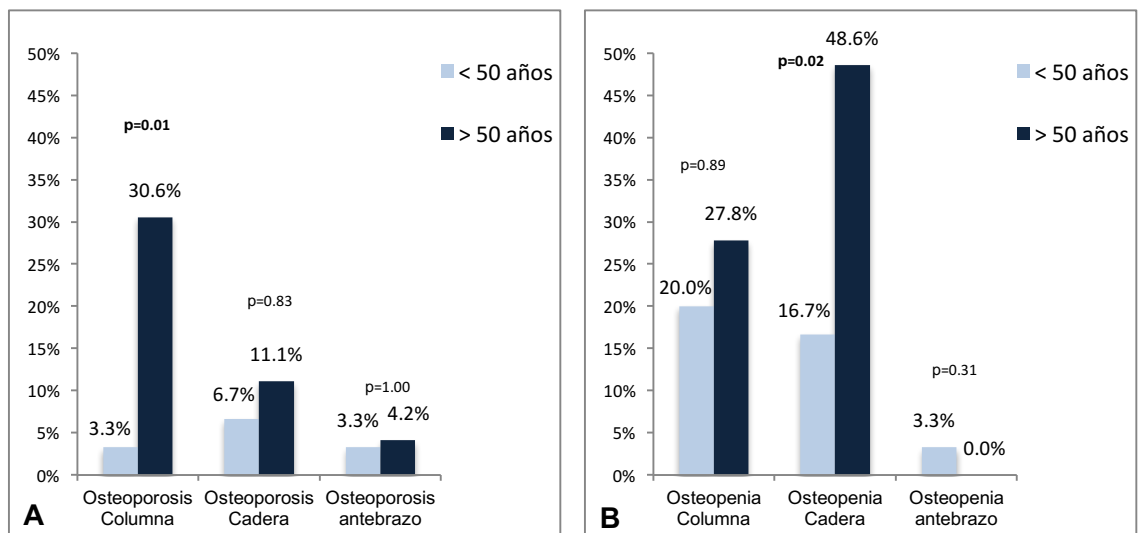 50%
45%
40%
35%
30%
25%
20%
15%
10%
5%
0%
< 50 años
> 50 años
p=0.01
30.6%
3.3%
p=0.83
11.1%
6.7%
p=1.00
3.3%
4.2%
Osteoporosis
Columna
Osteoporosis
Cadera
Osteoporosis
antebrazo
A
50%
45%
40%
35%
30%
25%
20%
15%
10%
5%
0%
< 50 años
> 50 años
p=0.89
27.8%
20.0%
48.6%
p=0.02
16.7%
p=0.31
3.3%
0.0%
Osteopenia
Columna
Osteopenia
Cadera
Osteopenia
antebrazo
B